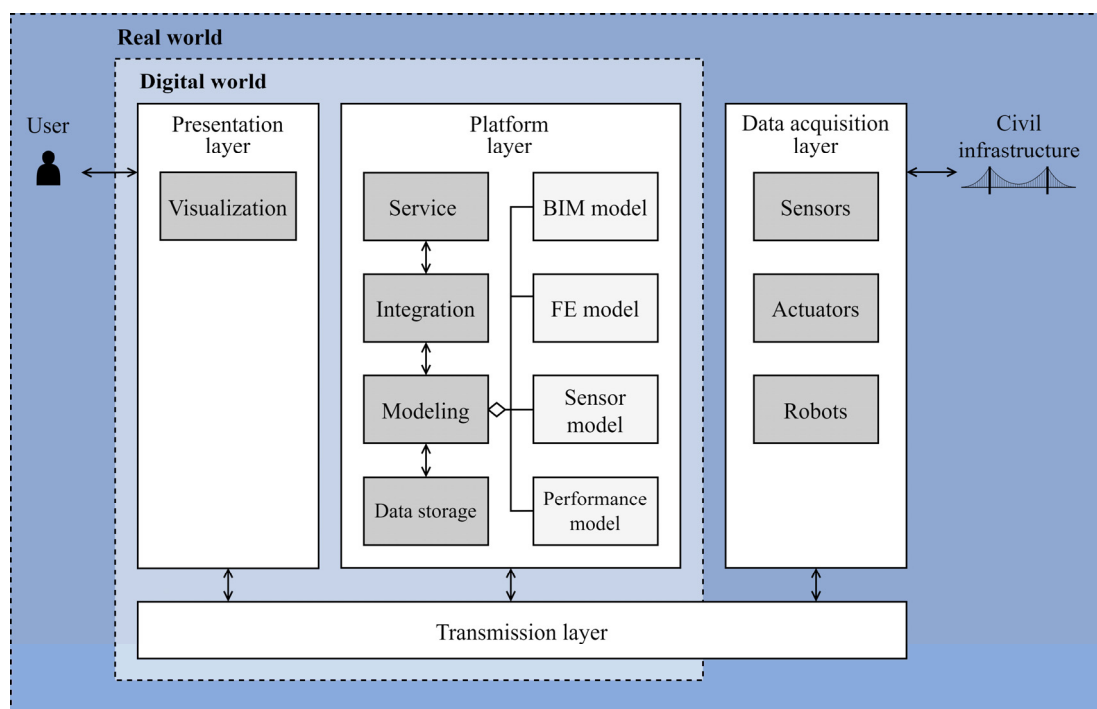 Real world
Digital world
User
Presentation
layer
Visualization
Platform
layer
Service
Integration
Modeling
Data storage
BIM model
FE model
Sensor
model
Performance
model
Data acquisition
layer
Sensors
Actuators
Robots
Civil
infrastructure
Transmission layer